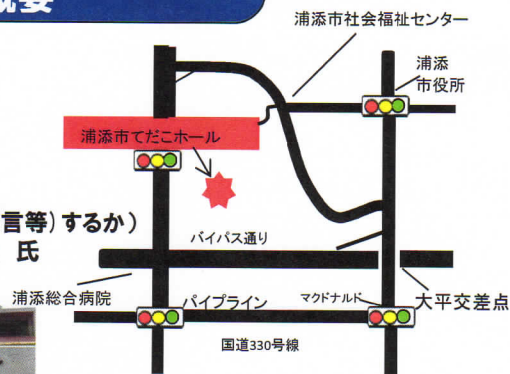 概要
浦添市社会福祉センター
浦添
市役所
浦添市てだこホール
言等)するか)
氏
バイパス通り
浦添総合病院
パイプライン
マクドナルド
大平交差点
国道330号線